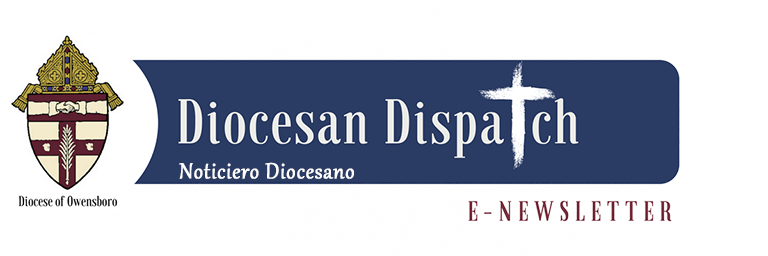 Diocesan Dispatch
Noticiero Diocesano
Diocese of Owensboro
E-NEWSLETTER